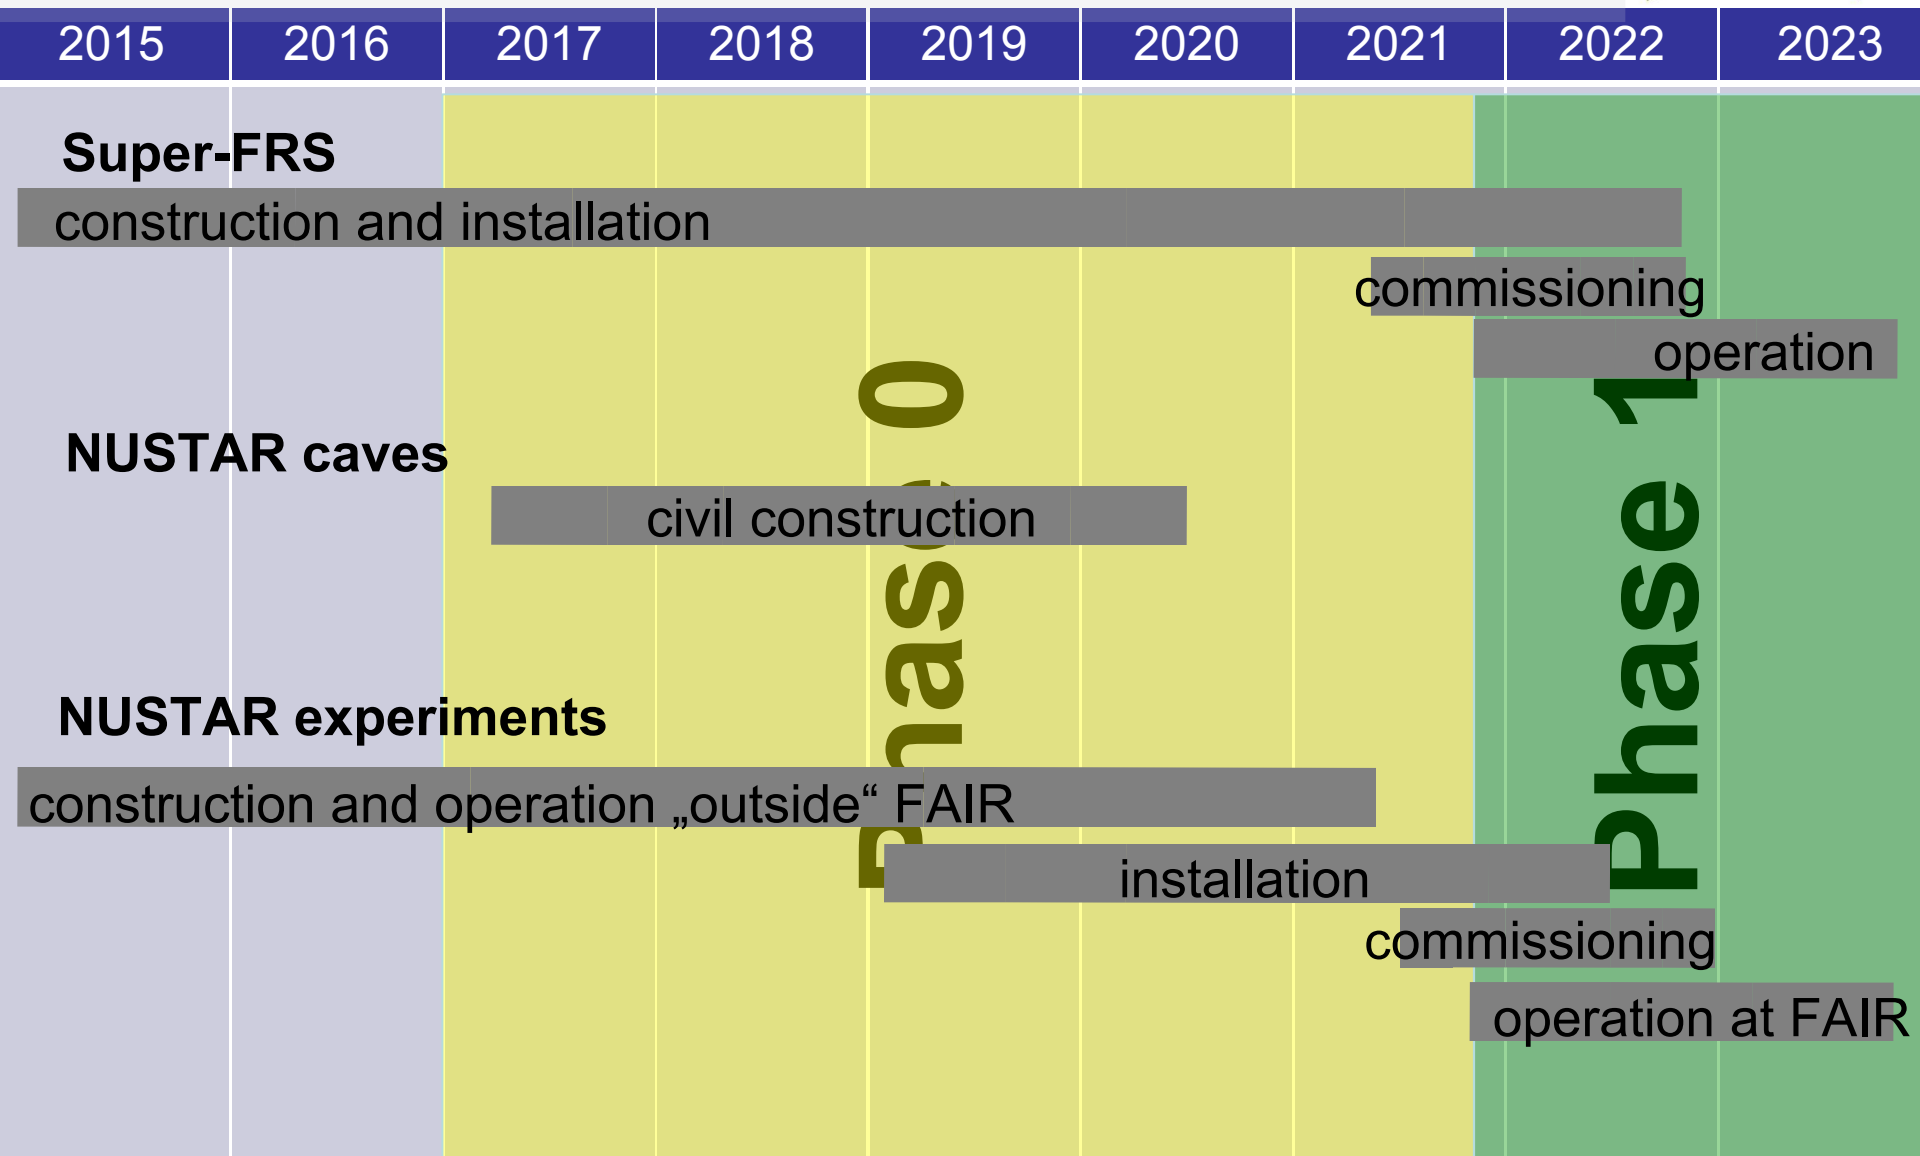 2015 2016 2017 2018 2019 2020 2021 2022 2023
Super-FRS
construction and installation
commissioning
operation
NUSTAR caves
civil construction
NUSTAR experiments
construction and operation „outside“ FAIR
installation
commissioning
operation at FAIR
Phase 0
Phase 1